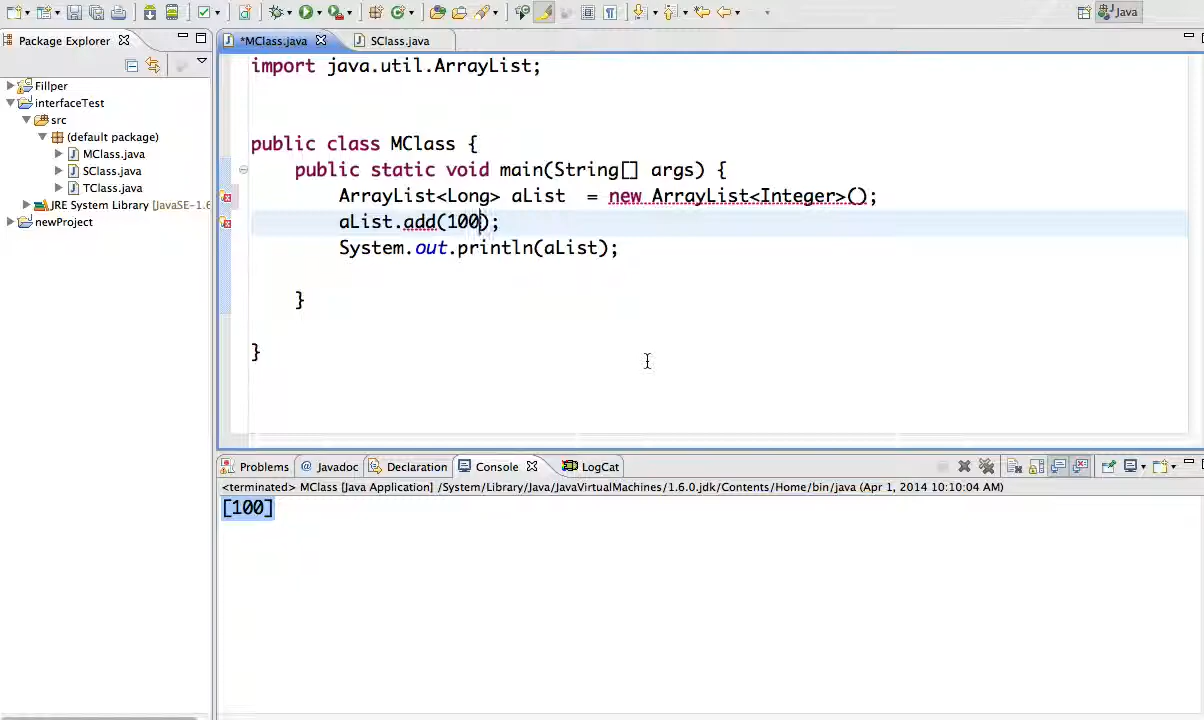 Java
Package Explorer
*MClass.java SClass.java
Fillper
interfaceTest
src
(default package)
MClass.java
SClass.java
TClass.java
JRE System Library [JavaSE-1.6
newProject
import java.util.ArrayList;
public class MClass {
public static void main(String[] args) {
ArrayList<Long> aList = new ArrayList<Integer>();
aList.add(100);
System.out.println(aList);
}
}
Problems @ Javadoc Declaration Console LogCat
<terminated> MClass [Java Application] /System/Library/Java/JavaVirtualMachines/1.6.0.jdk/Contents/Home/bin/java (Apr 1, 2014 10:10:04 AM)
[100]